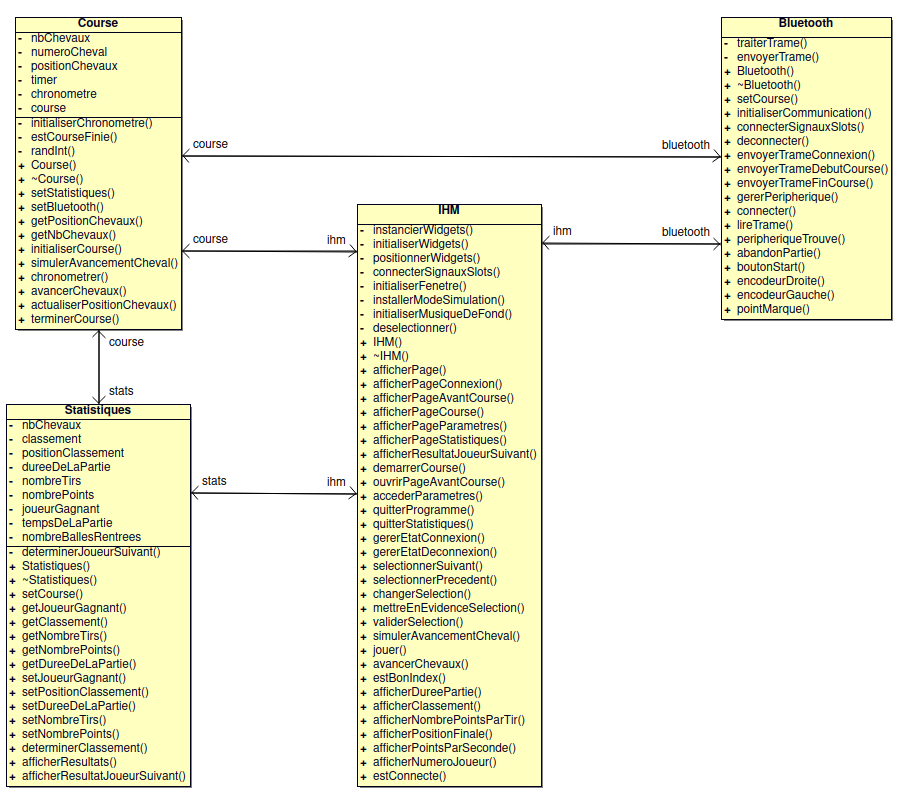 Course
- nbChevaux
- numeroCheval
- positionChevaux
- timer
- chronometre
- course
- initialiserChronometre()
- estCourseFinie()
- randInt()
+ Course()
+ ~Course()
+ setStatistiques()
+ setBluetooth()
+ getPositionChevaux()
+ getNbChevaux()
+ initialiserCourse()
+ simulerAvancementCheval()
+ chronometrer()
+ avancerChevaux()
+ actualiserPositionChevaux()
+ terminerCourse()
course
bluetooth
Bluetooth
- traiterTrame()
- envoyerTrame()
+ Bluetooth()
+ ~Bluetooth()
+ setCourse()
+ initialiserCommunication()
+ connecterSignauxSlots()
+ deconnecter()
+ envoyerTrameConnexion()
+ envoyerTrameDebutCourse()
+ envoyerTrameFinCourse()
+ gererPeripherique()
+ connecter()
+ lireTrame()
+ peripheriqueTrouve()
+ abandonPartie()
+ boutonStart()
+ encodeurDroite()
+ encodeurGauche()
+ pointMarque()
course
ihm
ihm
bluetooth
IHM
- instancierWidgets()
- initialiserWidgets()
- positionnerWidgets()
- connecterSignauxSlots()
- initialiserFenetre()
- installerModeSimulation()
- initialiserMusiqueDeFond()
- deselectionner()
+ IHM()
+ ~IHM()
+ afficherPage()
+ afficherPageConnexion()
+ afficherPageAvantCourse()
+ afficherPageCourse()
+ afficherPageParametres()
+ afficherPageStatistiques()
+ afficherResultatJoueurSuivant()
+ demarrerCourse()
+ ouvrirPageAvantCourse()
+ accederParametres()
+ quitterProgramme()
+ quitterStatistiques()
+ gererEtatConnexion()
+ gererEtatDeconnexion()
+ selectionnerSuivant()
+ selectionnerPrecedent()
+ changerSelection()
+ mettreEnEvidenceSelection()
+ validerSelection()
+ simulerAvancementCheval()
+ jouer()
+ avancerChevaux()
+ estBonIndex()
+ afficherDureePartie()
+ afficherClassement()
+ afficherNombrePointsParTir()
+ afficherPositionFinale()
+ afficherPointsParSeconde()
+ afficherNumeroJoueur()
+ estConnecte()
course
stats
stats
ihm
Statistiques
- nbChevaux
- classement
- positionClassement
- dureeDeLaPartie
- nombreTirs
- nombrePoints
- joueurGagnant
- tempsDeLaPartie
- nombreBallesRentrees
- determinerJoueurSuivant()
+ Statistiques()
+ ~Statistiques()
+ setCourse()
+ getJoueurGagnant()
+ getClassement()
+ getNombreTirs()
+ getNombrePoints()
+ getDureeDeLaPartie()
+ setJoueurGagnant()
+ setPositionClassement()
+ setDureeDeLaPartie()
+ setNombreTirs()
+ setNombrePoints()
+ determinerClassement()
+ afficherResultats()
+ afficherResultatJoueurSuivant()